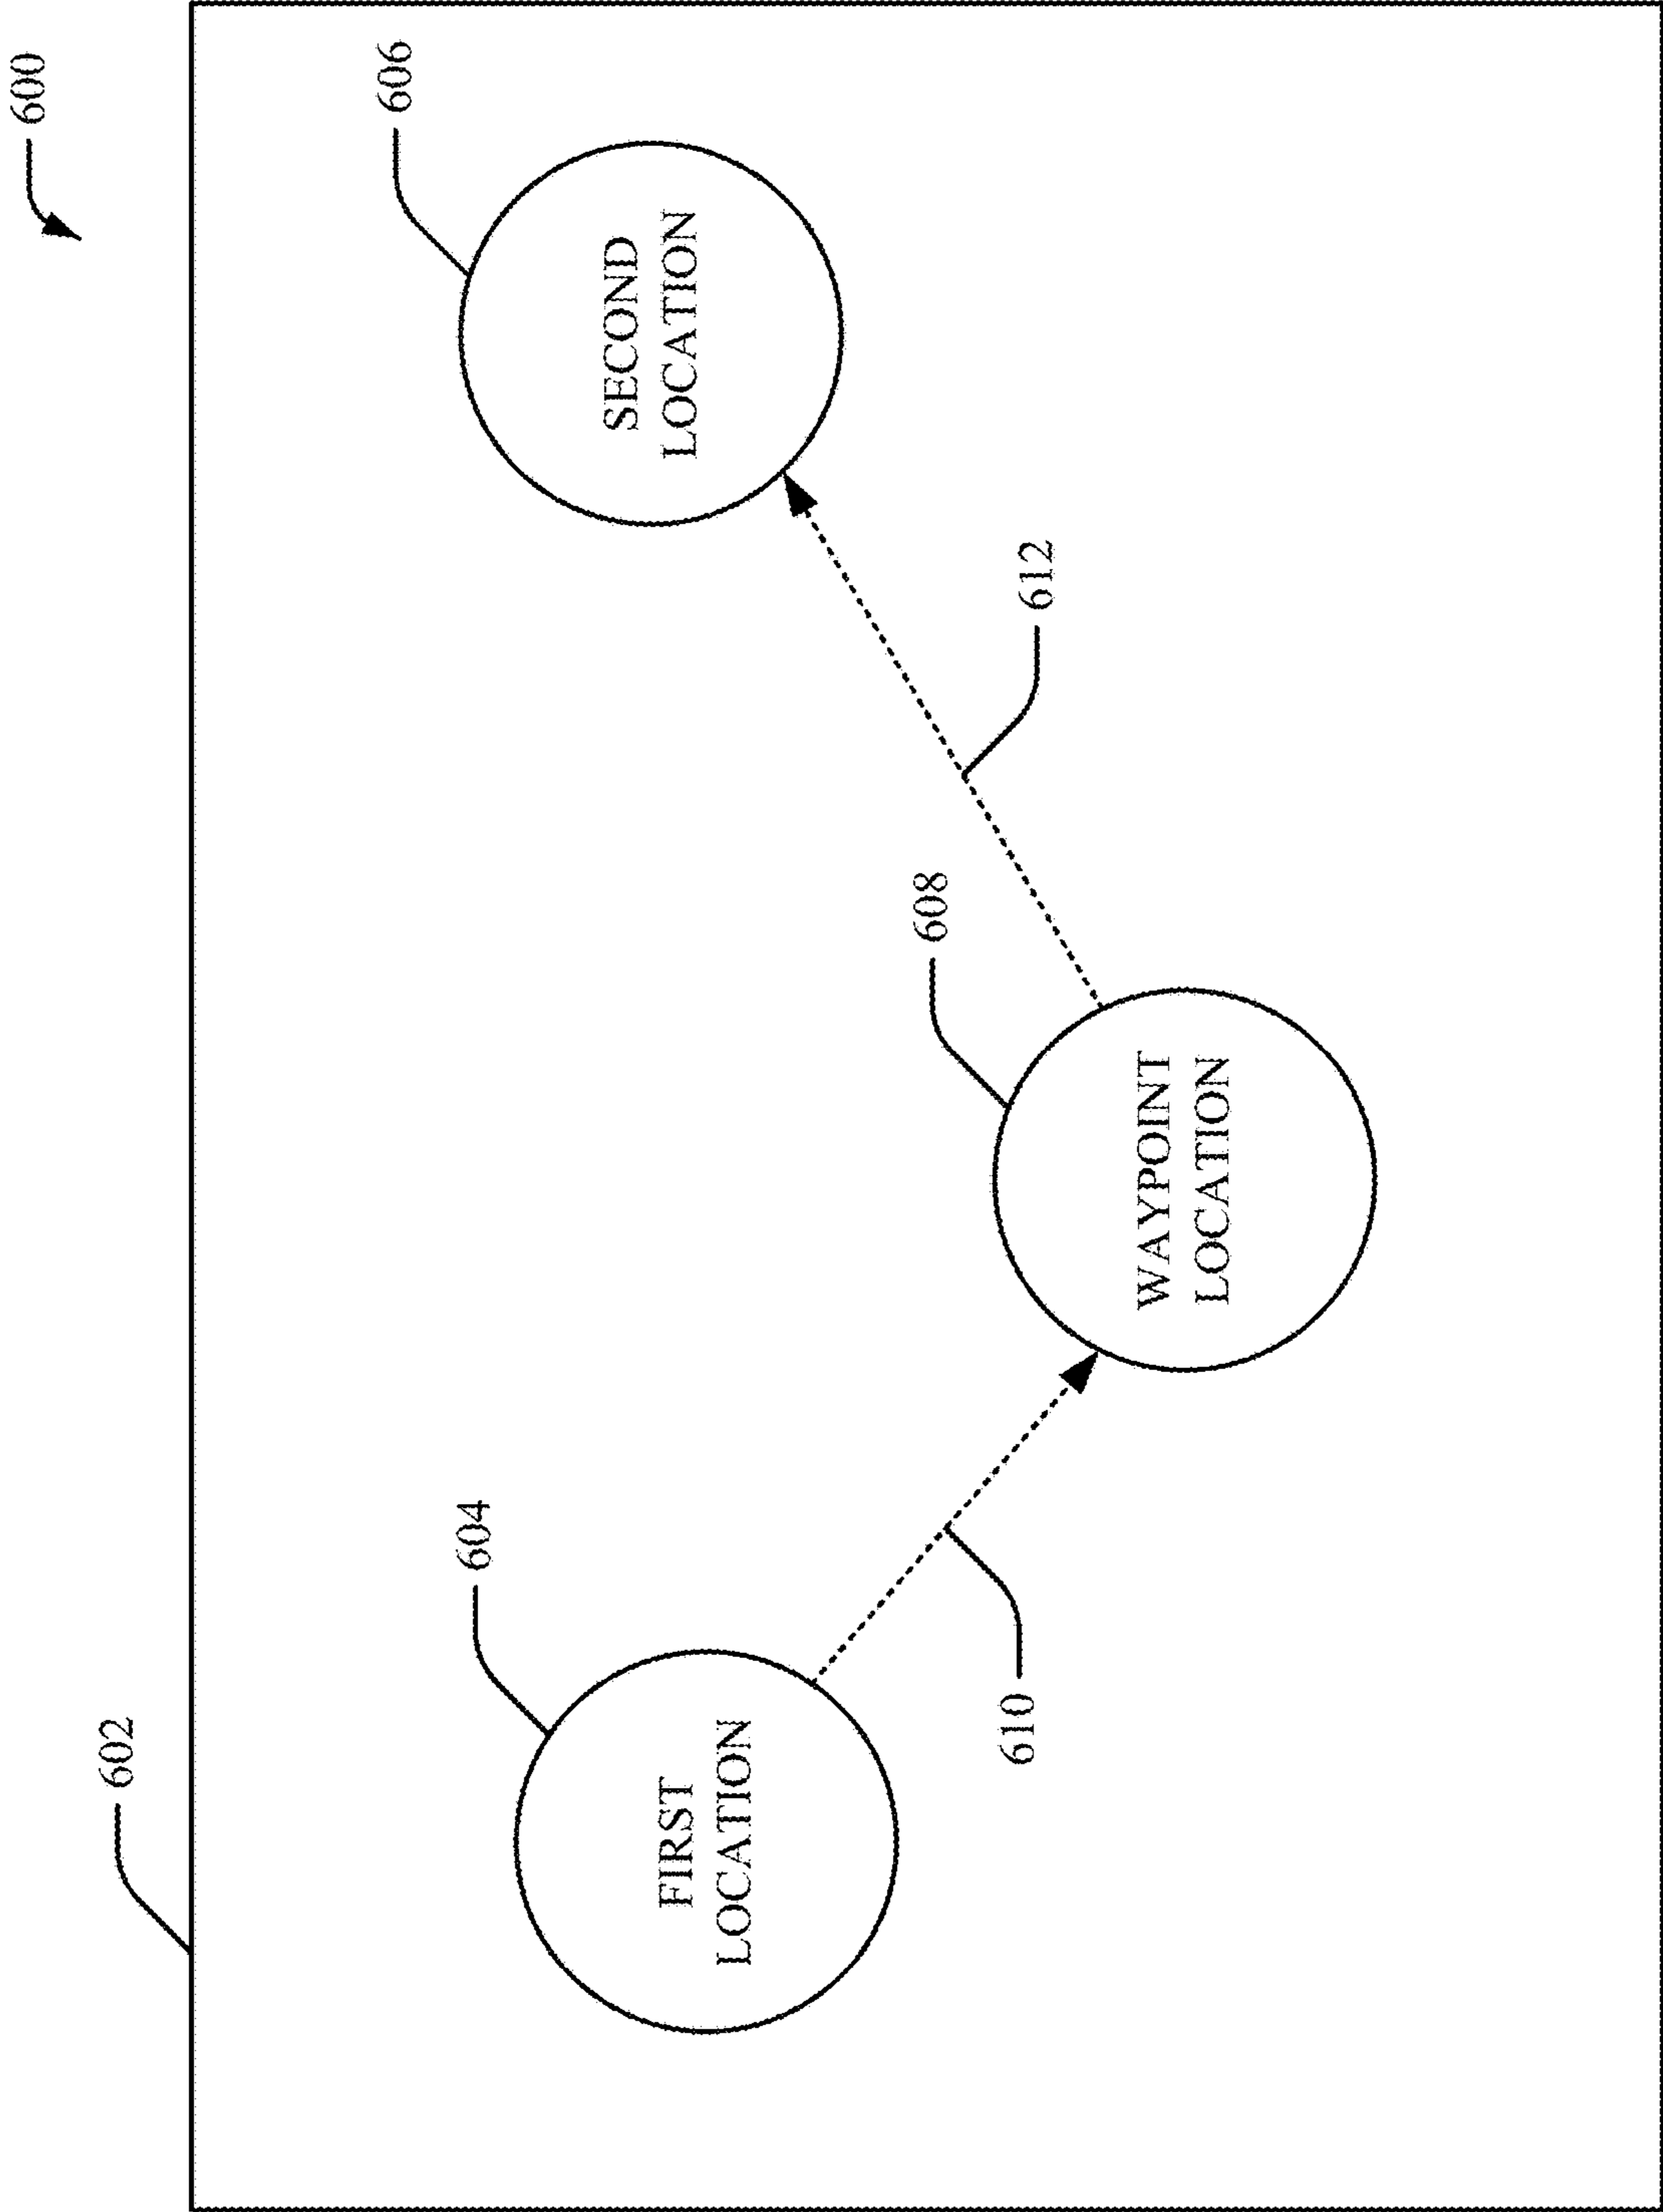 600
602
604
FIRST
LOCATION
606
SECOND
LOCATION
608
WAYPOINT
LOCATION
610
612